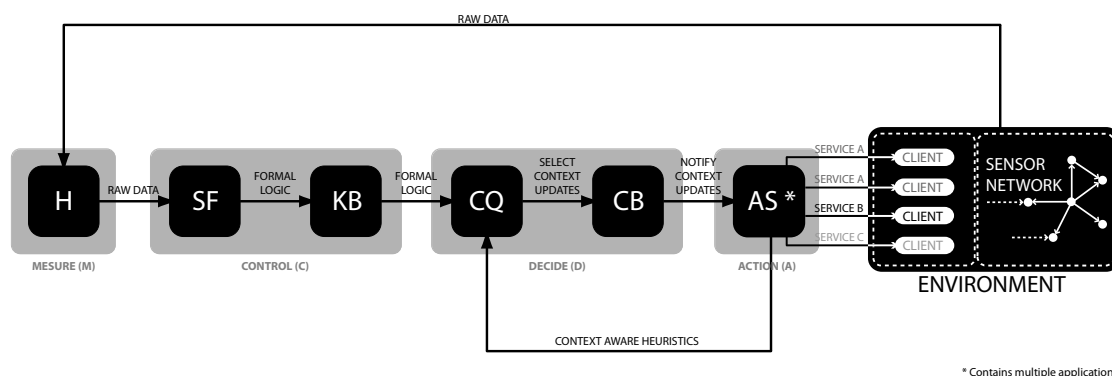 RAW DATA
SERVICE A
CLIENT
SELECT
CONTEXT
UPDATES
NOTIFY
CONTEXT
UPDATES
SENSOR
NETWORK
FORMAL
LOGIC
FORMAL
LOGIC
SERVICE A
CLIENT
H
RAW DATA
SF
KB
CQ
CB
AS *
SERVICE B
CLIENT
SERVICE C
CLIENT
MESURE (M)
CONTROL (C)
DECIDE (D)
ACTION (A)
ENVIRONMENT
CONTEXT AWARE HEURISTICS
* Contains multiple application